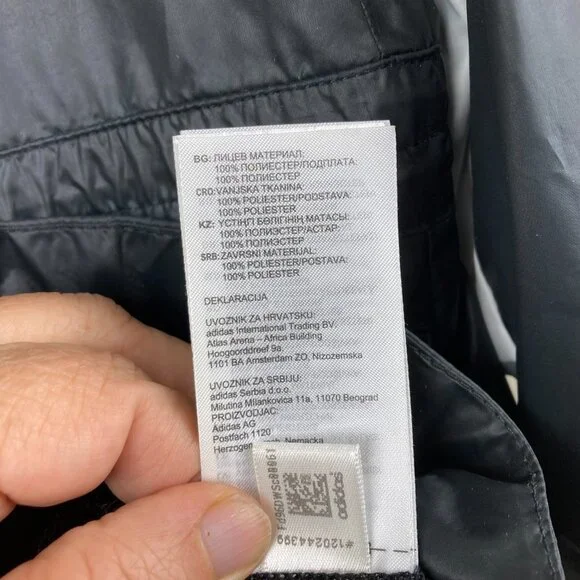 BG: ЛИЦЕВ МАТЕРИАЛ:
100% ПОЛИЕСТЕР/ПОДПЛАТА:
100% ПОЛИЕСТЕР
CRO: VANJSKA TKANINA:
100% POLIESTER/PODSTAVA:
100% POLIESTER
KZ: ҮСТІҢГІ БӨЛІГІНІҢ МАТАСЫ:
100% ПОЛИЭСТЕР/АСТАР:
100% ПОЛИЭСТЕР
SRB: ZAVRSNI MATERIJAL:
100% POLIESTER/POSTAVA:
100% POLIESTER
DEKLARACIJA
UVOZNIK ZA HRVATSKU:
adidas International Trading BV.
Atlas Arena – Africa Building
Hoogoorddreef 9a.
1101 BA Amsterdam ZO, Nizozemska
UVOZNIK ZA SRBIJU:
adidas Serbia d.o.o.
Milutina Milankovica 11a, 11070 Beograd
PROIZVODJAC:
Adidas AG
Postfach 1120
Nemacka
adidas
#120244399